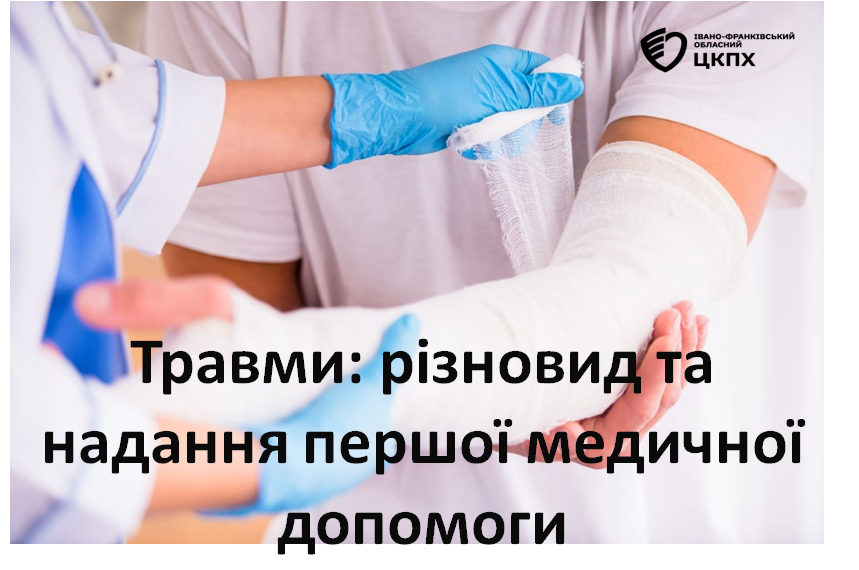 ІВАНО-ФРАНКІВСЬКИЙ
ОБЛАСНИЙ
ЦКПХ
Травми: різновид та
надання першої медичної
допомоги